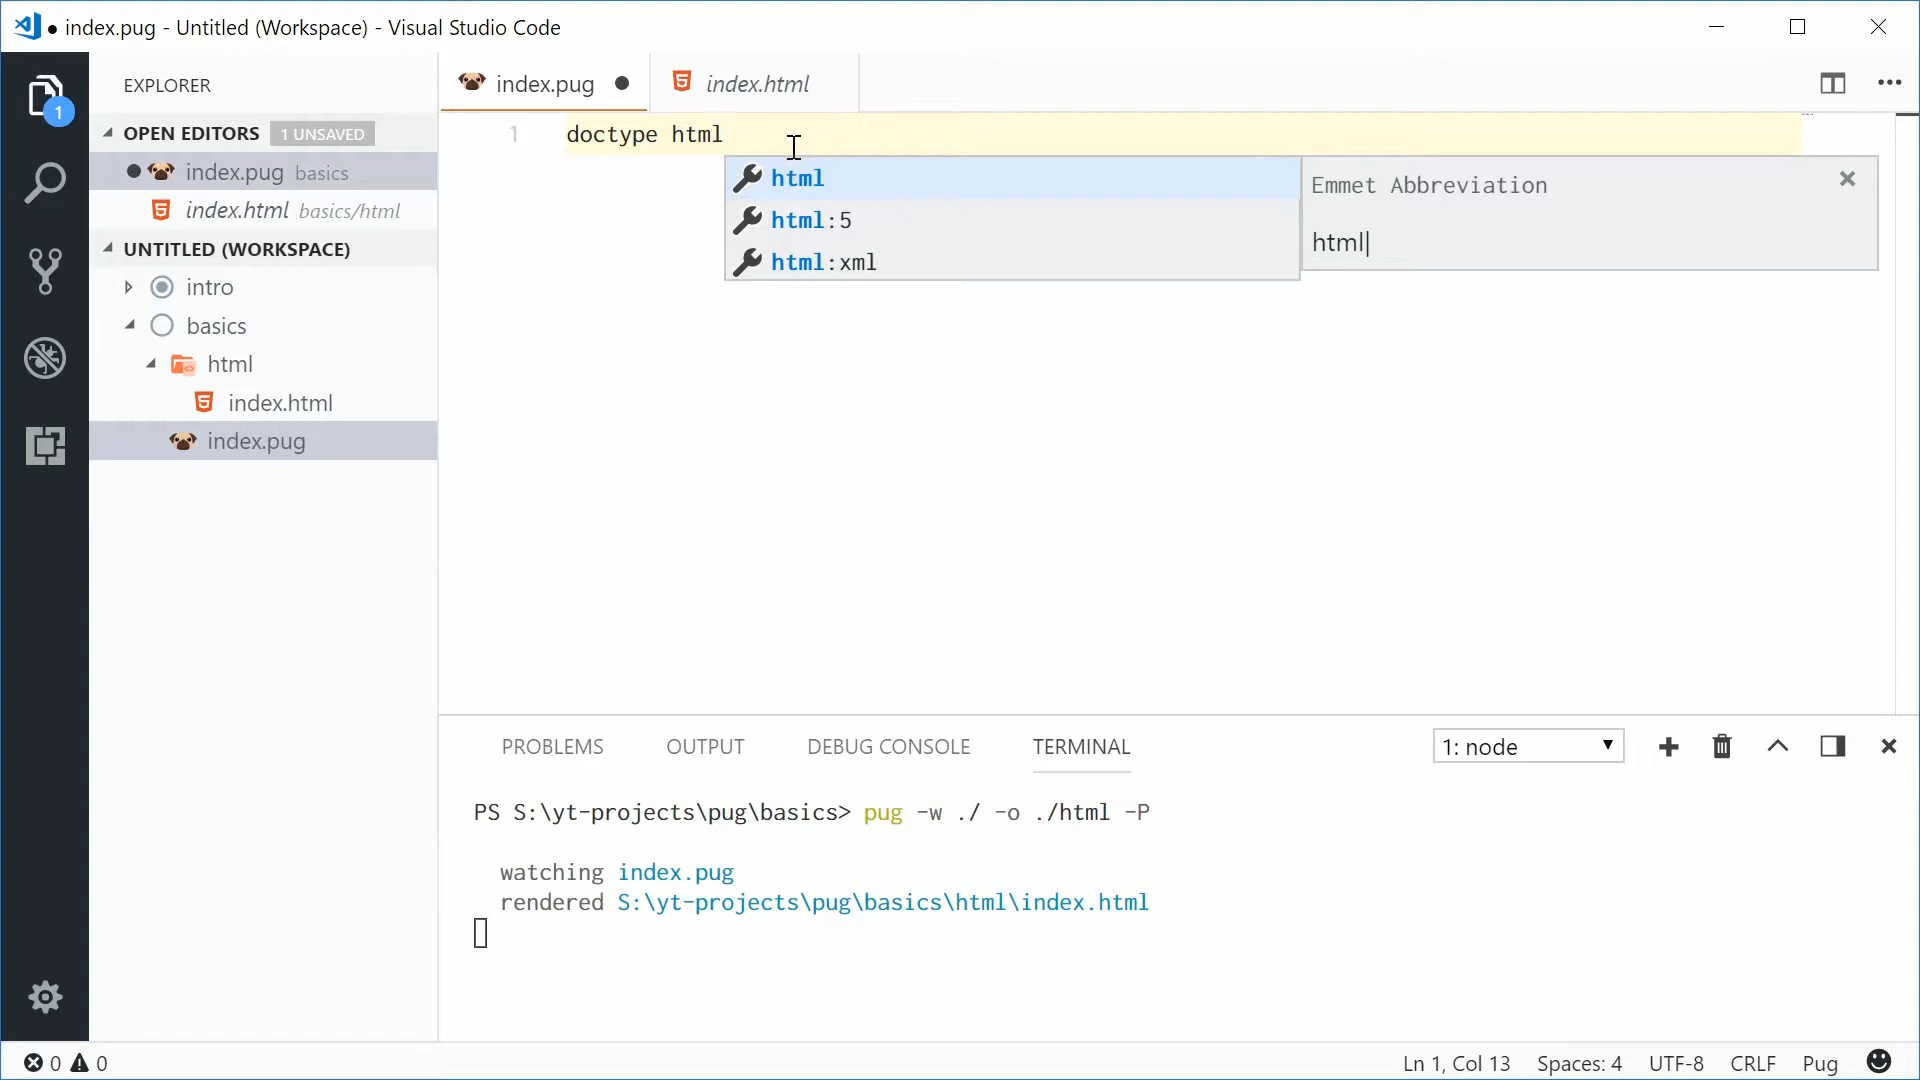 index.pug - Untitled (Workspace) - Visual Studio Code
EXPLORER
OPEN EDITORS 1 UNSAVED
index.pug basics
index.html basics/html
UNTITLED (WORKSPACE)
intro
basics
html
index.html
index.pug
1
index.pug
index.html
1 doctype html
html
html:5
html:xml
Emmet Abbreviation
html|
PROBLEMS OUTPUT DEBUG CONSOLE TERMINAL 1: node
PS S:\yt-projects\pug\basics> pug -w ./ -o ./html -P
watching index.pug
rendered S:\yt-projects\pug\basics\html\index.html
0 0 Ln 1, Col 13 Spaces: 4 UTF-8 CRLF Pug